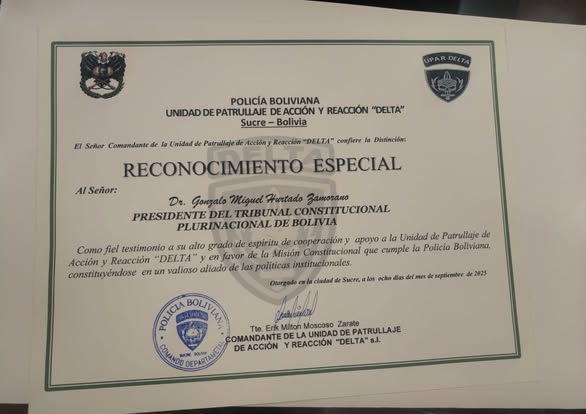 UPAR-DELTA
POLICÍA BOLIVIANA
UNIDAD DE PATRULLAJE DE ACCIÓN Y REACCIÓN "DELTA"
Sucre – Bolivia
El Señor Comandante de la Unidad de Patrullaje de Acción y Reacción "DELTA" confiere la Distinción:
DELTA
RECONOCIMIENTO ESPECIAL
Al Señor:
Dr. Gonzalo Miguel Hurtado Zamorano
PRESIDENTE DEL TRIBUNAL CONSTITUCIONAL
PLURINACIONAL DE BOLIVIA
Como fiel testimonio a su alto grado de espíritu de cooperación y apoyo a la Unidad de Patrullaje de
Acción y Reacción "DELTA" y en favor de la Misión Constitucional que cumple la Policía Boliviana,
constituyéndose en un valioso aliado de las políticas institucionales.
Otorgado en la ciudad de Sucre, a los ocho días del mes de septiembre de 2025
POLICÍA BOLIVIANA
COMANDO DEPARTAMETAL
Tte. Erik Milton Moscoso Zarate
COMANDANTE DE LA UNIDAD DE PATRULLAJE
DE ACCIÓN Y REACCIÓN "DELTA" s.l.